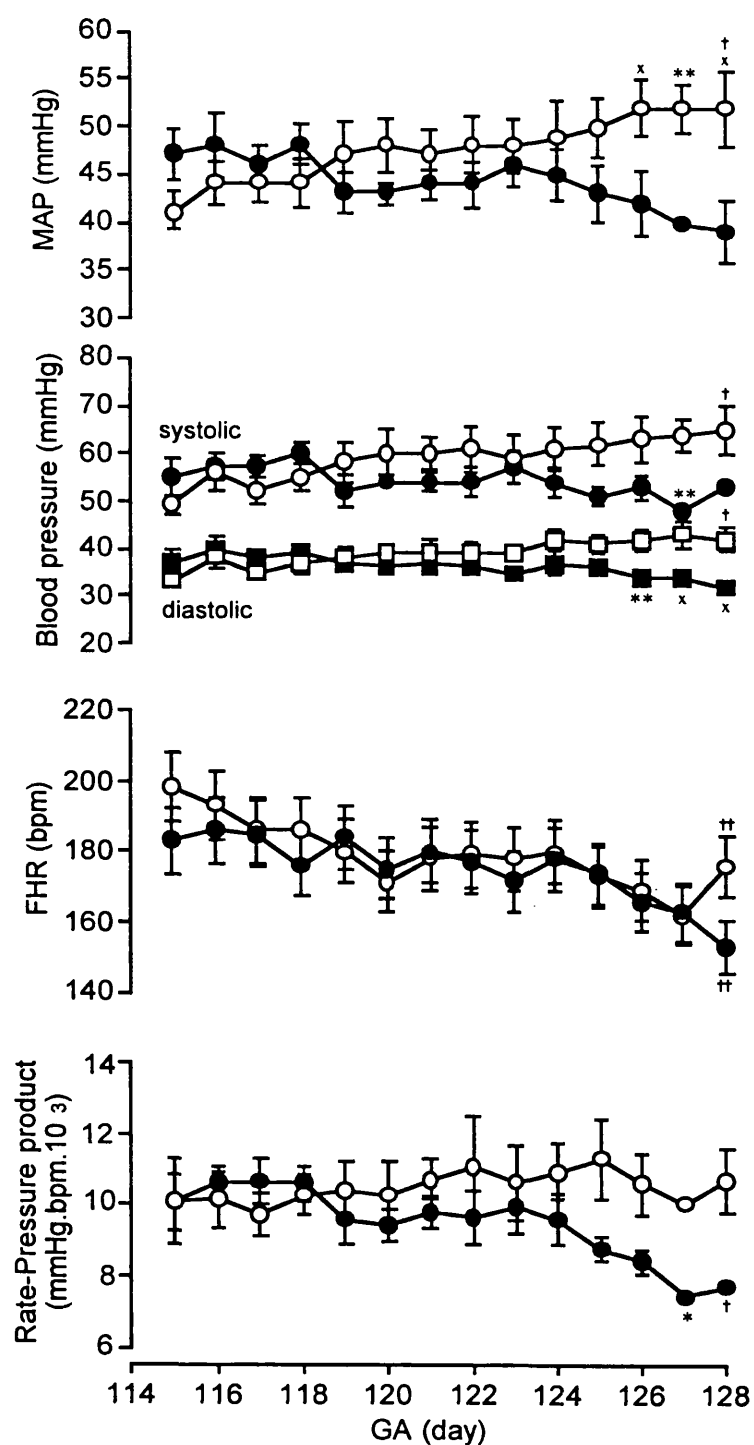 60
55
50
45
40
35
30
MAP (mmHg)
†
x ** x
80
70
60
50
40
30
20
Blood pressure (mmHg)
systolic
diastolic
†
**
†
** x x
220
200
180
160
140
FHR (bpm)
††
††
14
12
10
8
6
Rate-Pressure product
(mmHg.bpm.10 3)
* †
114 116 118 120 122 124 126 128
GA (day)